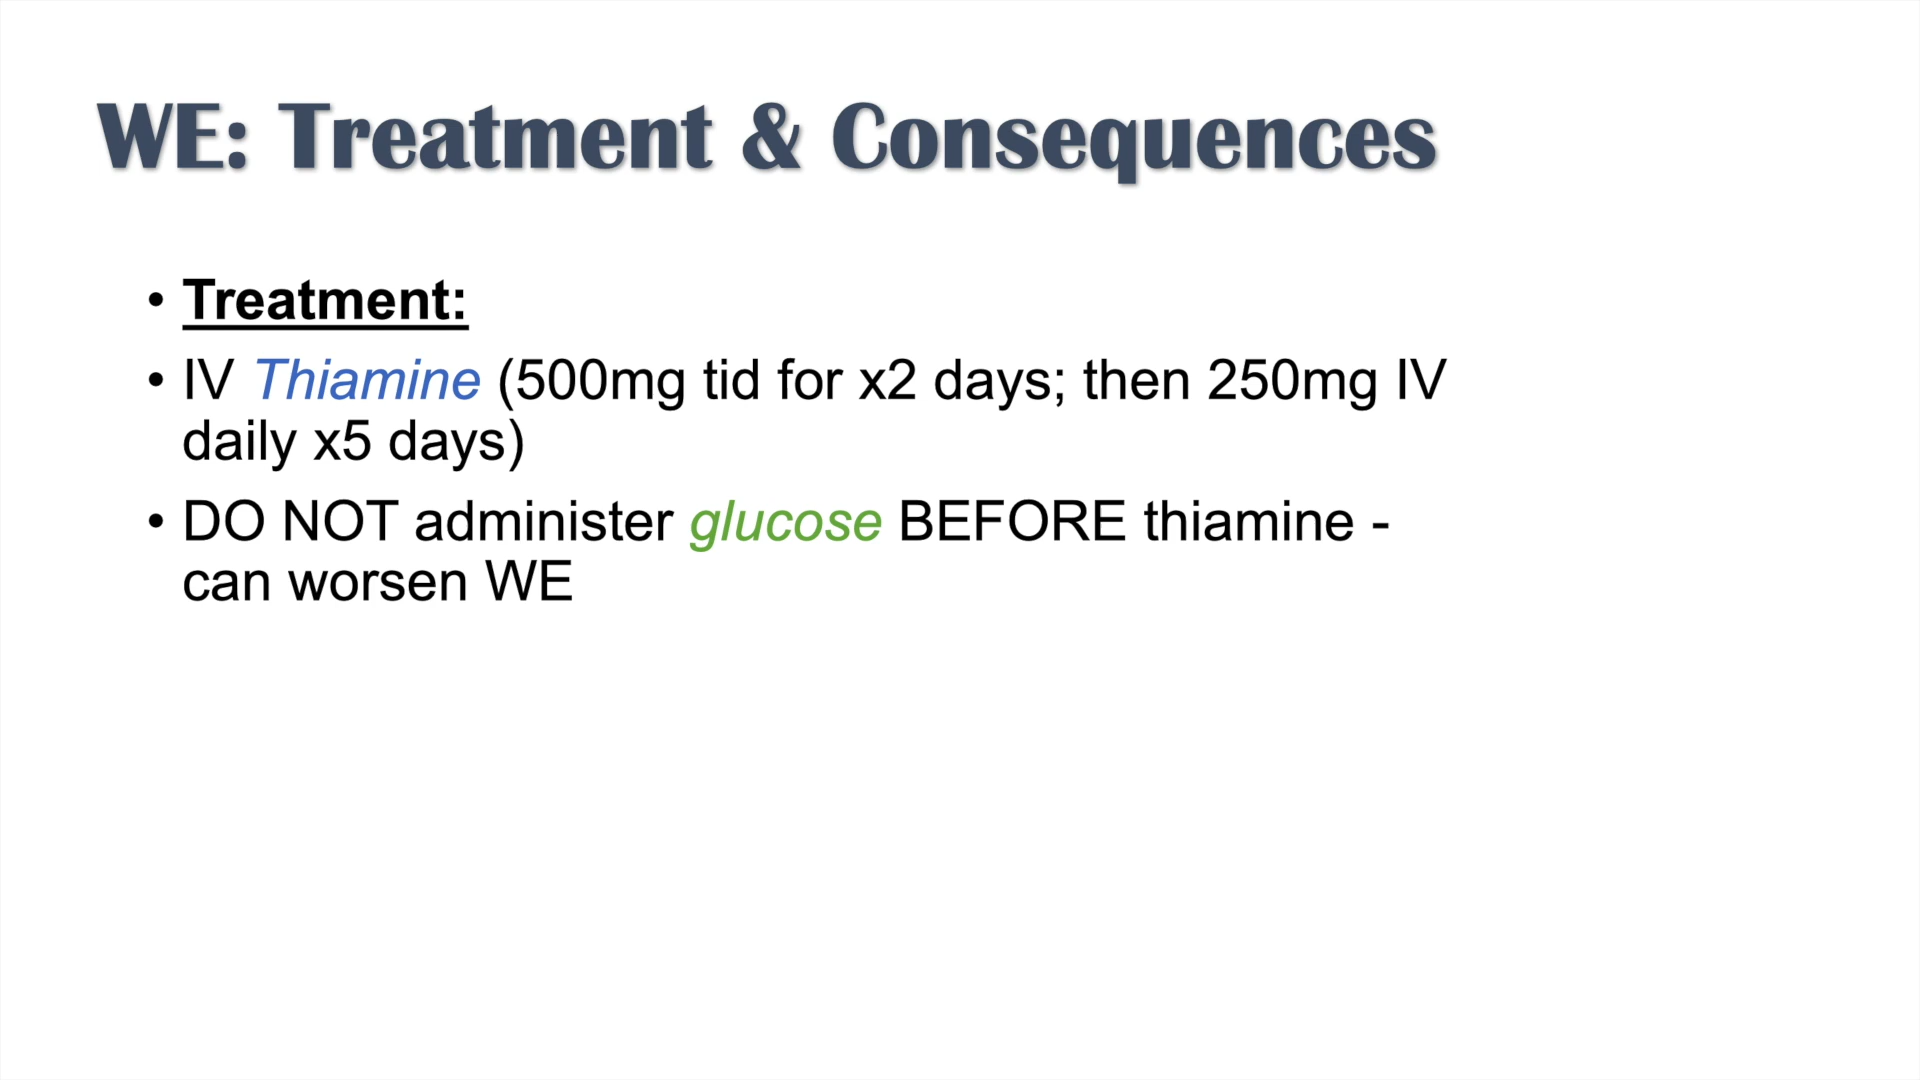 WE: Treatment & Consequences
• Treatment:
• IV Thiamine (500mg tid for x2 days; then 250mg IV
daily x5 days)
• DO NOT administer glucose BEFORE thiamine -
can worsen WE